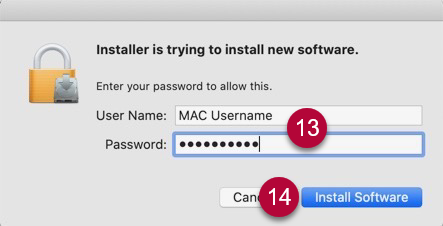 Installer is trying to install new software.
Enter your password to allow this.
User Name: MAC Username
13
Password: ●●●●●●●●●●
14 Install Software